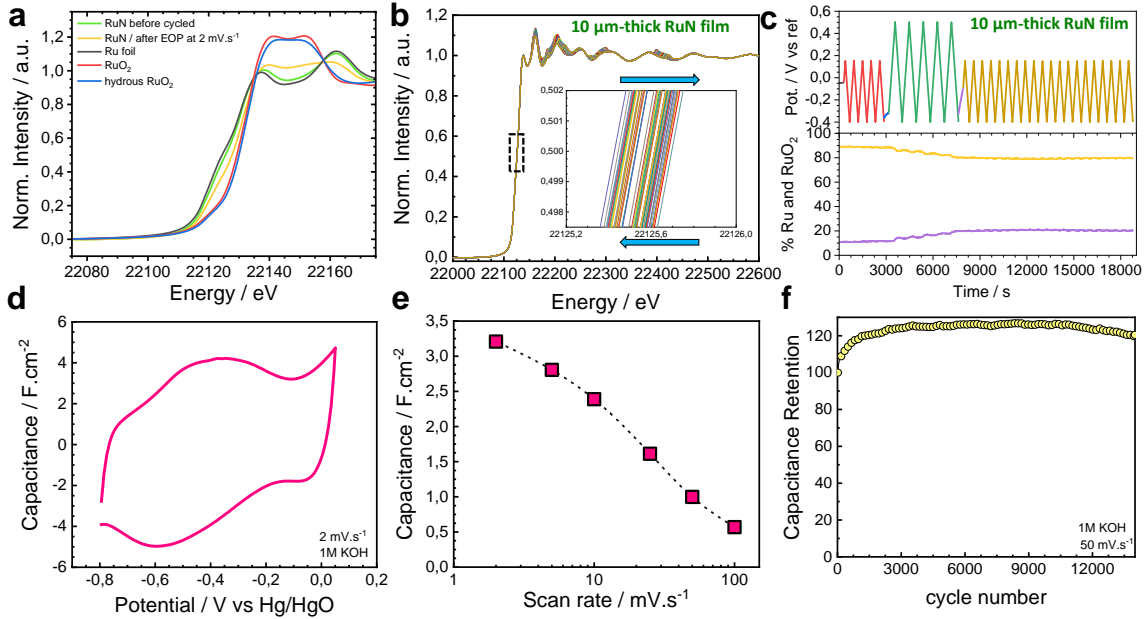 a
RuN before cycled
RuN / after EOP at 2 mV.s⁻¹
Ru foil
RuO₂
hydrous RuO₂
Norm. Intensity / a.u.
1,2
1,0
0,8
0,6
0,4
0,2
0,0
22080 22100 22120 22140 22160
Energy / eV
b
10 µm-thick RuN film
Norm. Intensity / a.u.
1,4
1,2
1,0
0,8
0,6
0,4
0,2
0,0
0,502
0,501
0,500
0,499
0,498
22125,2 22125,6 22126,0
22000 22100 22200 22300 22400 22500 22600
Energy / eV
c
10 µm-thick RuN film
Pot. / V vs ref
0,4
0,0
-0,4
% Ru and RuO₂
100
80
60
40
20
0
0 3000 6000 9000 12000 15000 18000
Time / s
d
Capacitance / F.cm⁻²
6
4
2
0
-2
-4
-6
2 mV.s⁻¹
1M KOH
-0,8 -0,6 -0,4 -0,2 0,0 0,2
Potential / V vs Hg/HgO
e
Capacitance / F.cm⁻²
3,5
3,0
2,5
2,0
1,5
1,0
0,5
0,0
1 10 100
Scan rate / mV.s⁻¹
f
Capacitance Retention
120
100
80
60
40
20
0
1M KOH
50 mV.s⁻¹
0 3000 6000 9000 12000
cycle number